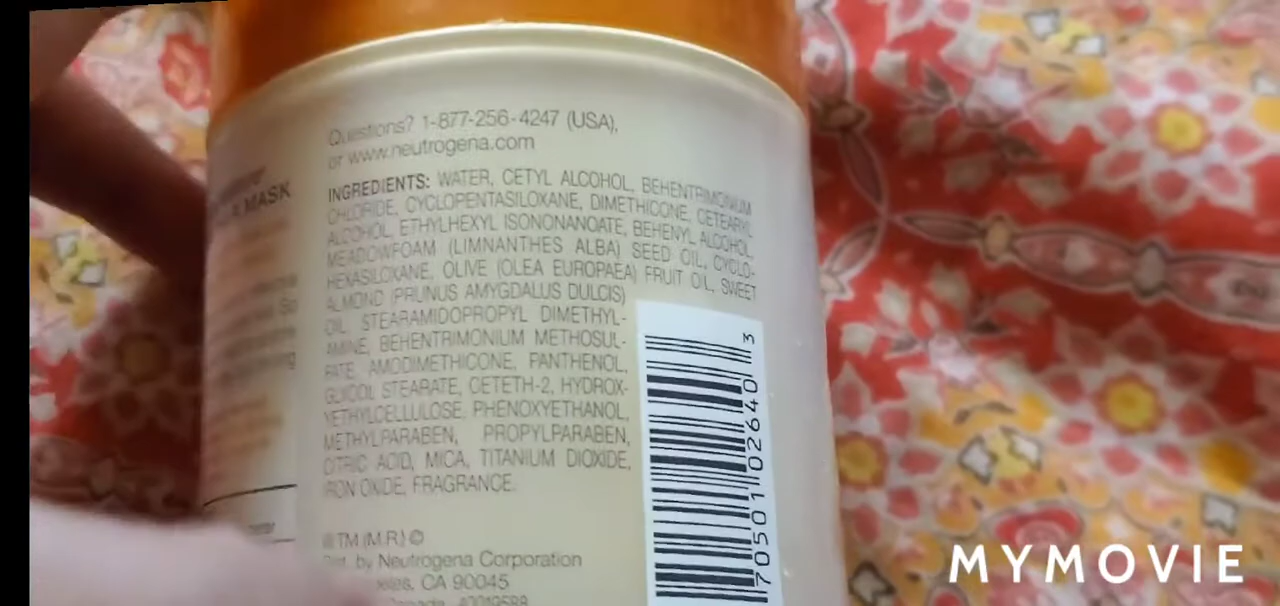 Questions? 1-877-256-4247 (USA),
or www.neutrogena.com
MASK
INGREDIENTS: WATER, CETYL ALCOHOL, BEHENTRIMONIUM
CHLORIDE, CYCLOPENTASILOXANE, DIMETHICONE, CETEARYL
ALCOHOL, ETHYLHEXYL ISONONANOATE, BEHENYL ALCOHOL,
MEADOWFOAM (LIMNANTHES ALBA) SEED OIL, CYCLO-
HEXASILOXANE, OLIVE (OLEA EUROPAEA) FRUIT OIL, SWEET
ALMOND (PRUNUS AMYGDALUS DULCIS)
OIL, STEARAMIDOPROPYL DIMETHYL-
AMINE, BEHENTRIMONIUM METHOSUL-
FATE, AMODIMETHICONE, PANTHENOL,
GLYCOL STEARATE, CETETH-2, HYDROX-
YETHYLCELLULOSE, PHENOXYETHANOL,
METHYLPARABEN, PROPYLPARABEN,
CITRIC ACID, MICA, TITANIUM DIOXIDE,
IRON OXIDE, FRAGRANCE.
® TM (M.R.) ©
Dist. by Neutrogena Corporation
CA 90045
70501 02640 3
MYMOVIE